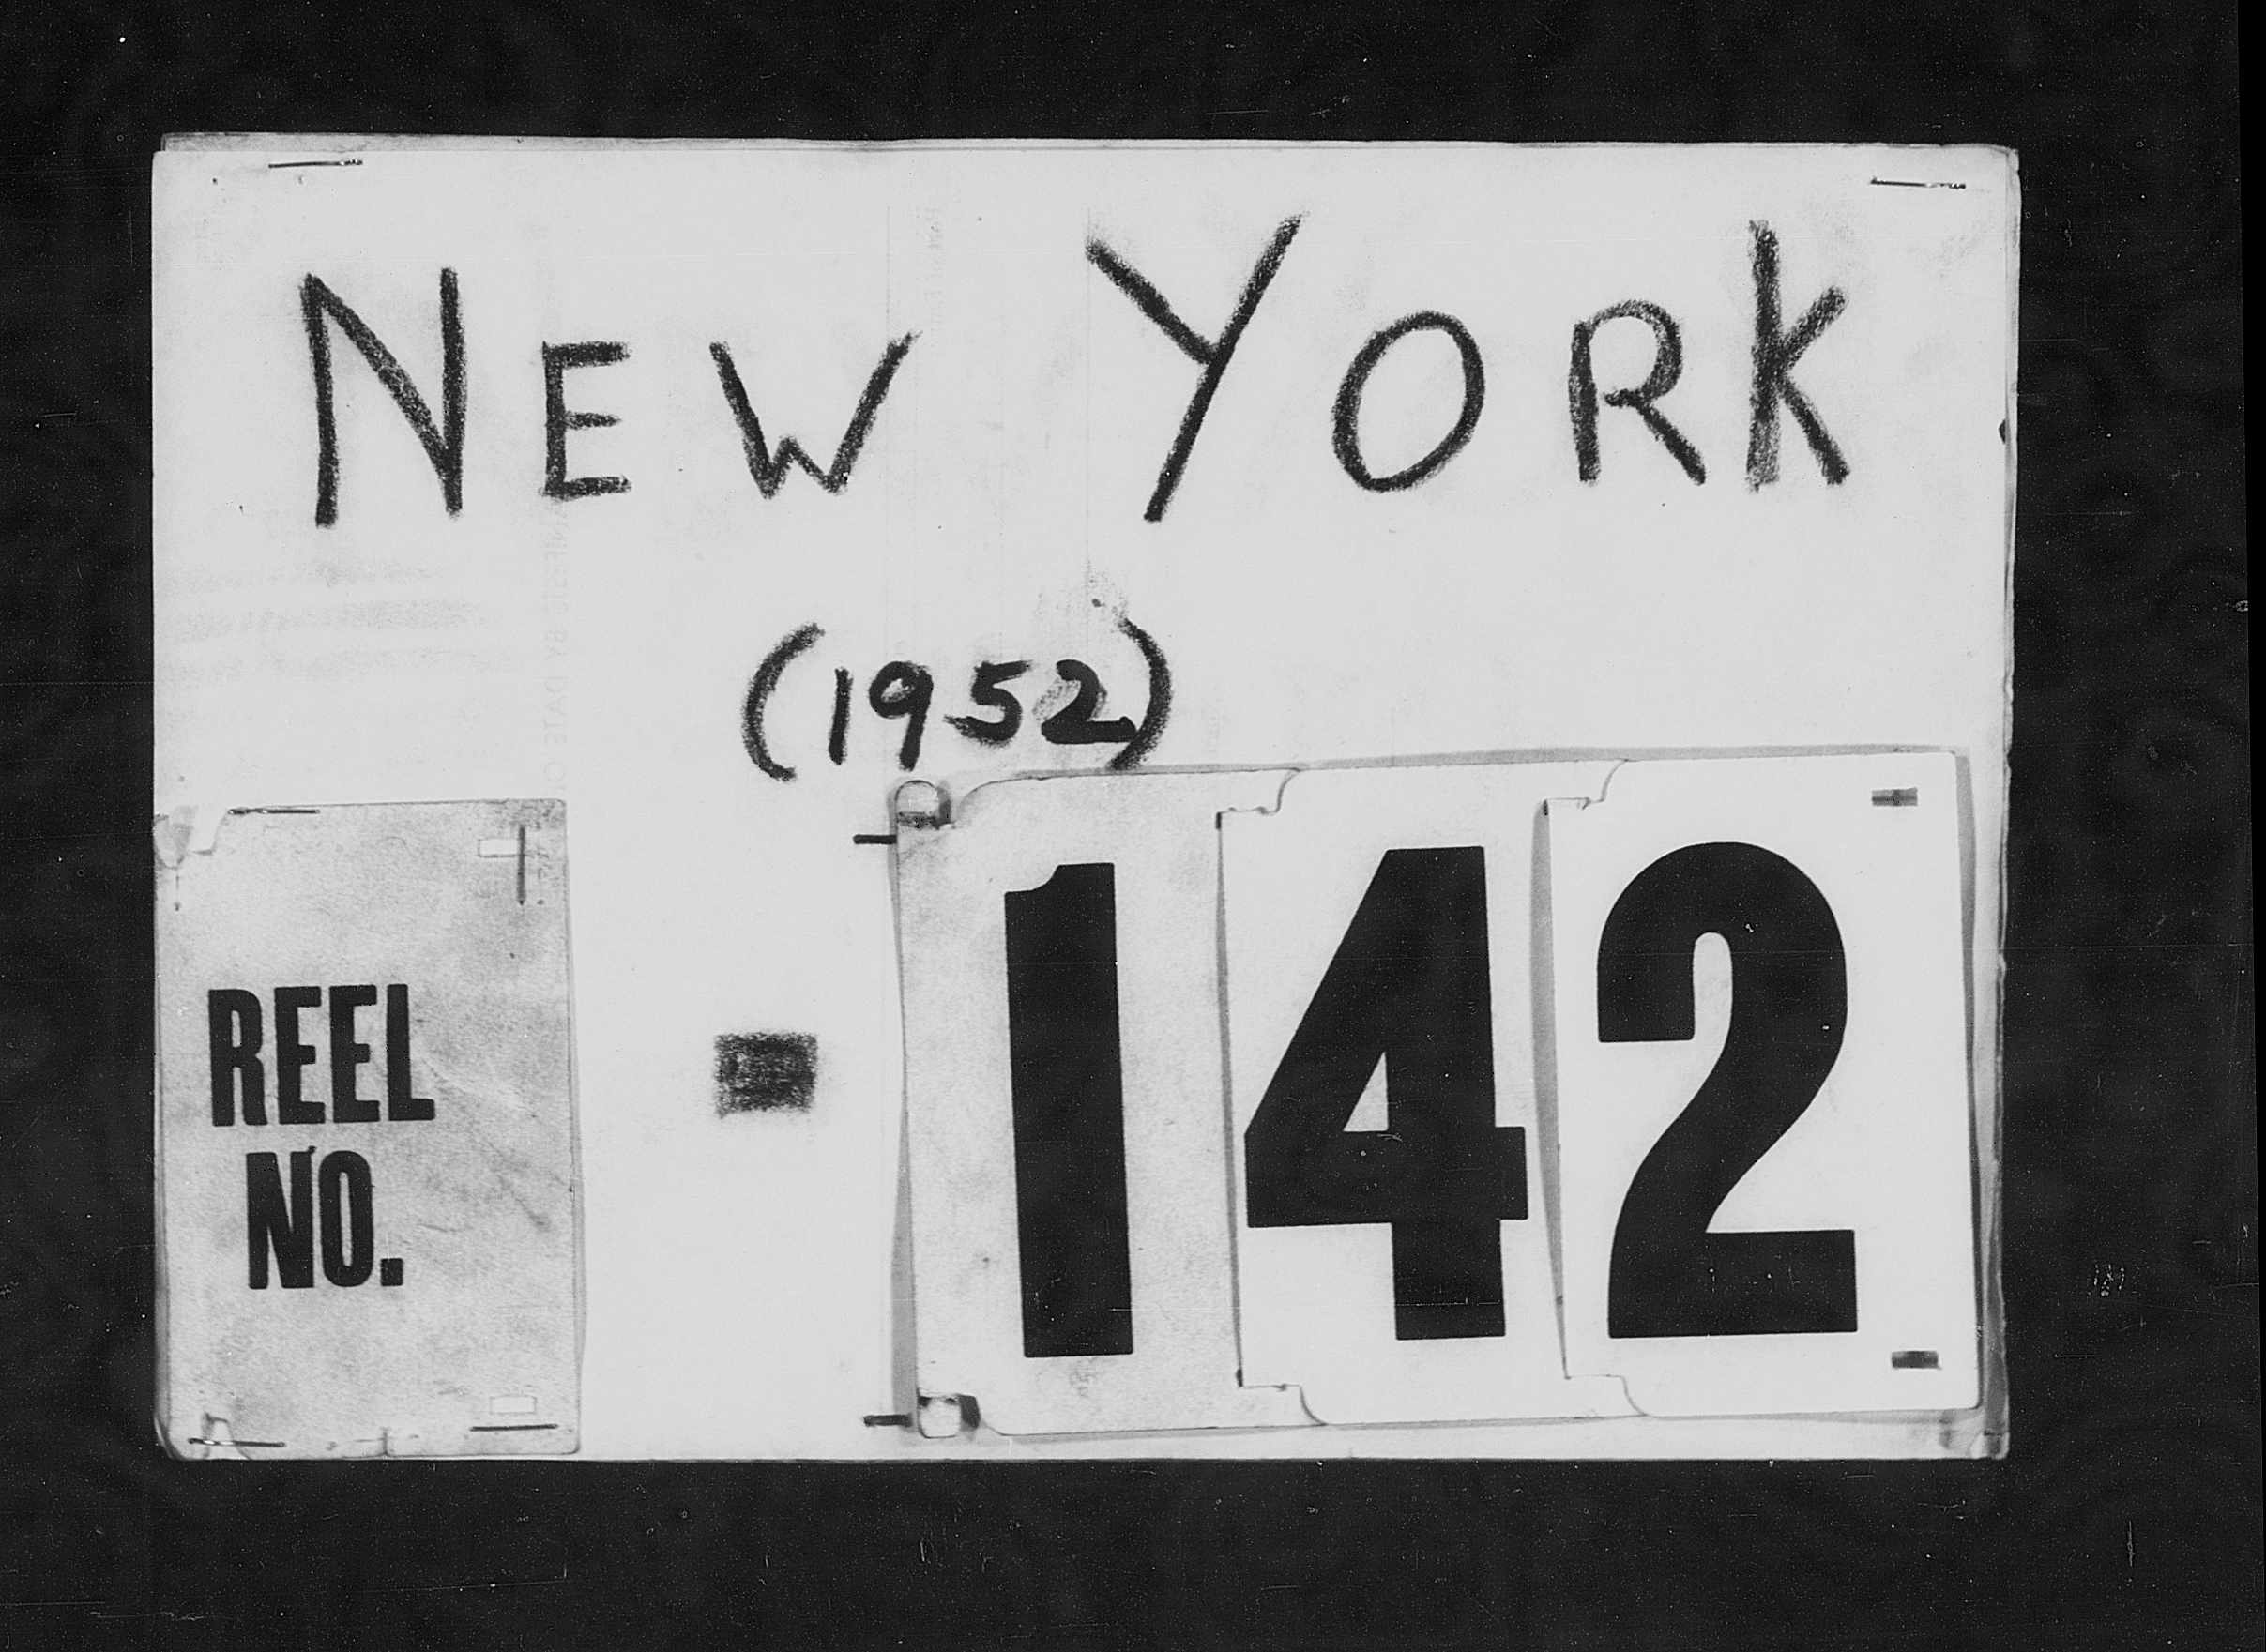 NEW YORK
(1952)
REEL
NO. - 142